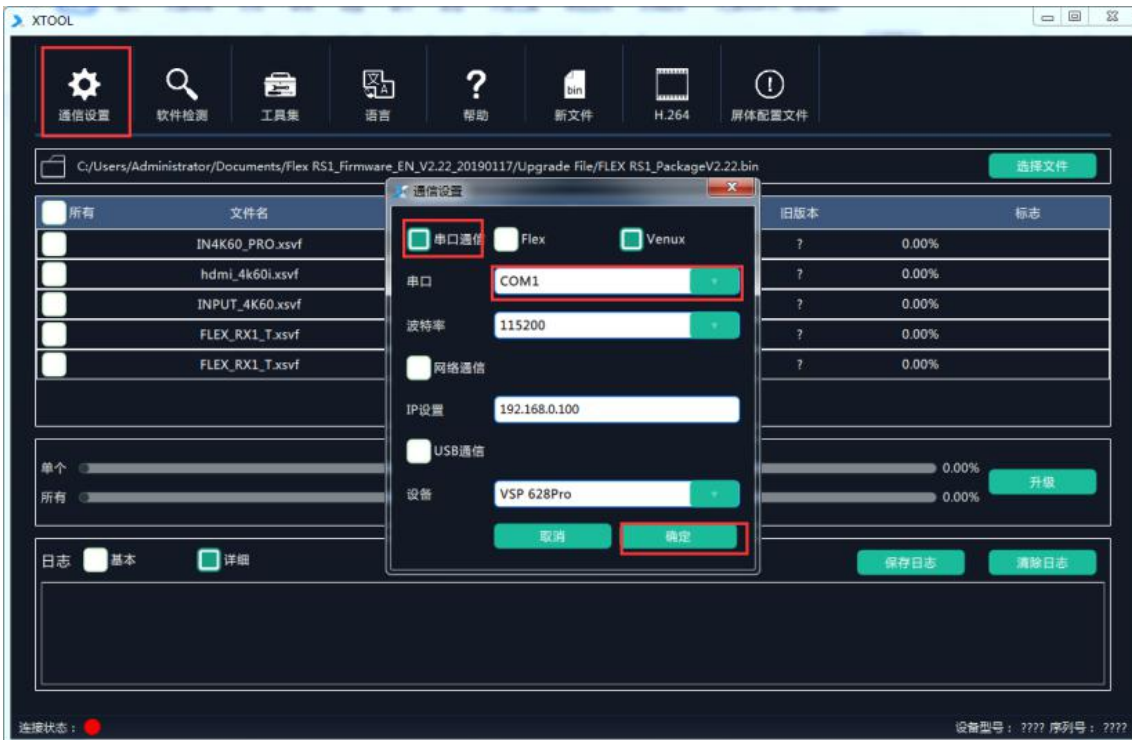 XTOOL
通信设置 软件检测 工具集 语言 帮助 新文件 H.264 屏体配置文件
bin
C:/Users/Administrator/Documents/Flex RS1_Firmware_EN_V2.22_20190117/Upgrade File/FLEX RS1_PackageV2.22.bin 选择文件
所有 文件名 旧版本 标志
IN4K60_PRO.xsvf ? 0.00%
hdmi_4k60i.xsvf ? 0.00%
INPUT_4K60.xsvf ? 0.00%
FLEX_RX1_T.xsvf ? 0.00%
FLEX_RX1_T.xsvf ? 0.00%
通信设置
串口通信 Flex Venux
串口 COM1
波特率 115200
网络通信
IP设置 192.168.0.100
USB通信
设备 VSP 628Pro
取消 确定
单个 0.00%
所有 0.00%
升级
日志 基本 详细 保存日志 清除日志
连接状态： 设备型号： ???? 序列号： ????